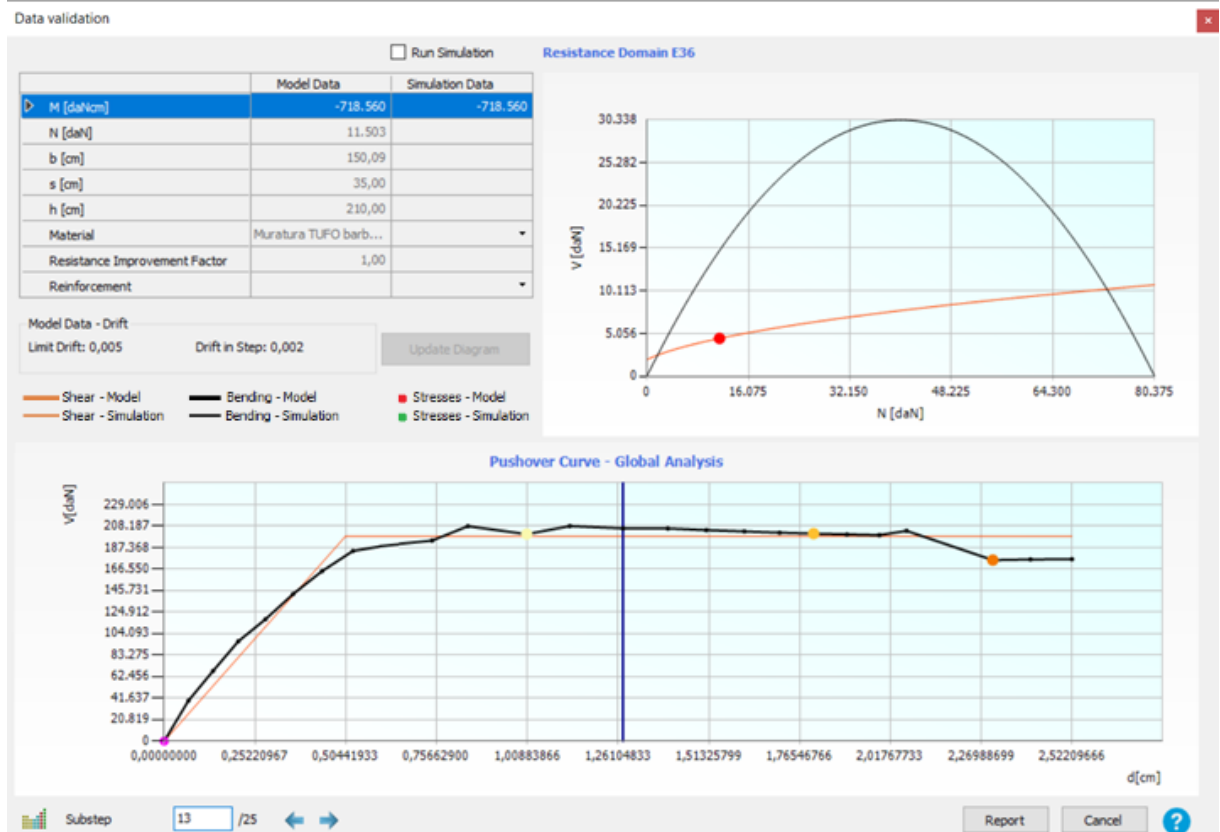 Data validation
Run Simulation
Model Data Simulation Data
M [daNcm] -718.560 -718.560
N [daN] 11.503
b [cm] 150,09
s [cm] 35,00
h [cm] 210,00
Material Muratura TUFO barb...
Resistance Improvement Factor 1,00
Reinforcement
Model Data - Drift
Limit Drift: 0,005 Drift in Step: 0,002 Update Diagram
Shear - Model Bending - Model Stresses - Model
Shear - Simulation Bending - Simulation Stresses - Simulation
Resistance Domain E36
V [daN]
30.338
25.282
20.225
15.169
10.113
5.056
0
0 16.075 32.150 48.225 64.300 80.375
N [daN]
Pushover Curve - Global Analysis
V[daN]
229.006
208.187
187.368
166.550
145.731
124.912
104.093
83.275
62.456
41.637
20.819
0
0,00000000 0,25220967 0,50441933 0,75662900 1,00883866 1,26104833 1,51325799 1,76546766 2,01767733 2,26988699 2,52209666
d[cm]
Substep 13 /25 Report Cancel ?